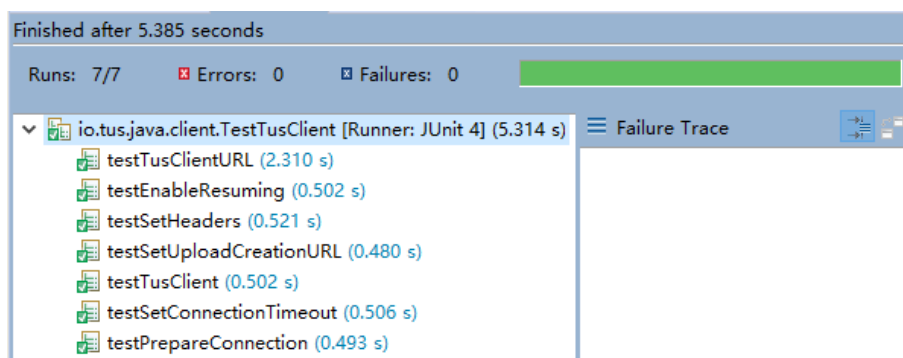 Finished after 5.385 seconds
Runs: 7/7 Errors: 0 Failures: 0
io.tus.java.client.TestTusClient [Runner: JUnit 4] (5.314 s)
Failure Trace
testTusClientURL (2.310 s)
testEnableResuming (0.502 s)
testSetHeaders (0.521 s)
testSetUploadCreationURL (0.480 s)
testTusClient (0.502 s)
testSetConnectionTimeout (0.506 s)
testPrepareConnection (0.493 s)